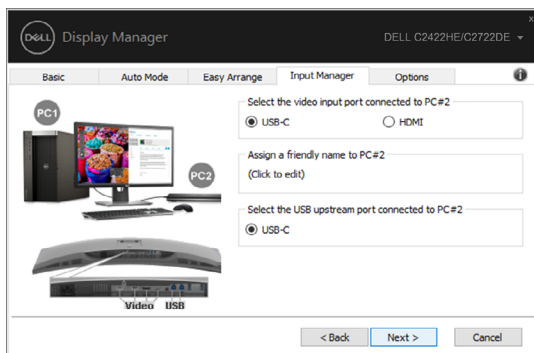 x
DELL Display Manager
DELL C2422HE/C2722DE
Basic
Auto Mode
Easy Arrange
Input Manager
Options
PC1
PC2
Video USB
Select the video input port connected to PC#2
USB-C
HDMI
Assign a friendly name to PC#2
(Click to edit)
Select the USB upstream port connected to PC#2
USB-C
< Back
Next >
Cancel